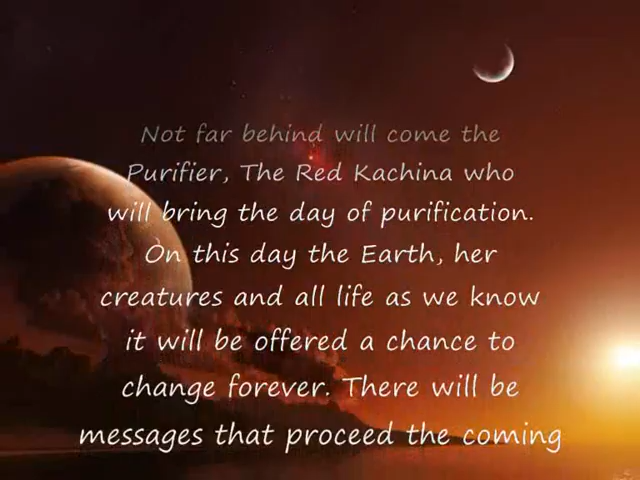 Not far behind will come the
Purifier, The Red Kachina who
will bring the day of purification.
On this day the Earth, her
creatures and all life as we know
it will be offered a chance to
change forever. There will be
messages that proceed the coming